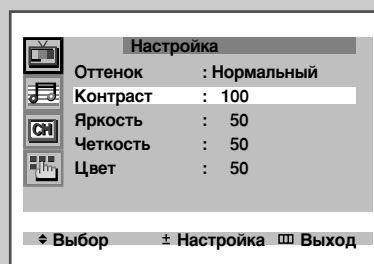 Настройка
Оттенок : Нормальный
Контраст : 100
CH Яркость : 50
Четкость : 50
Цвет : 50
Выбор ± Настройка Выход